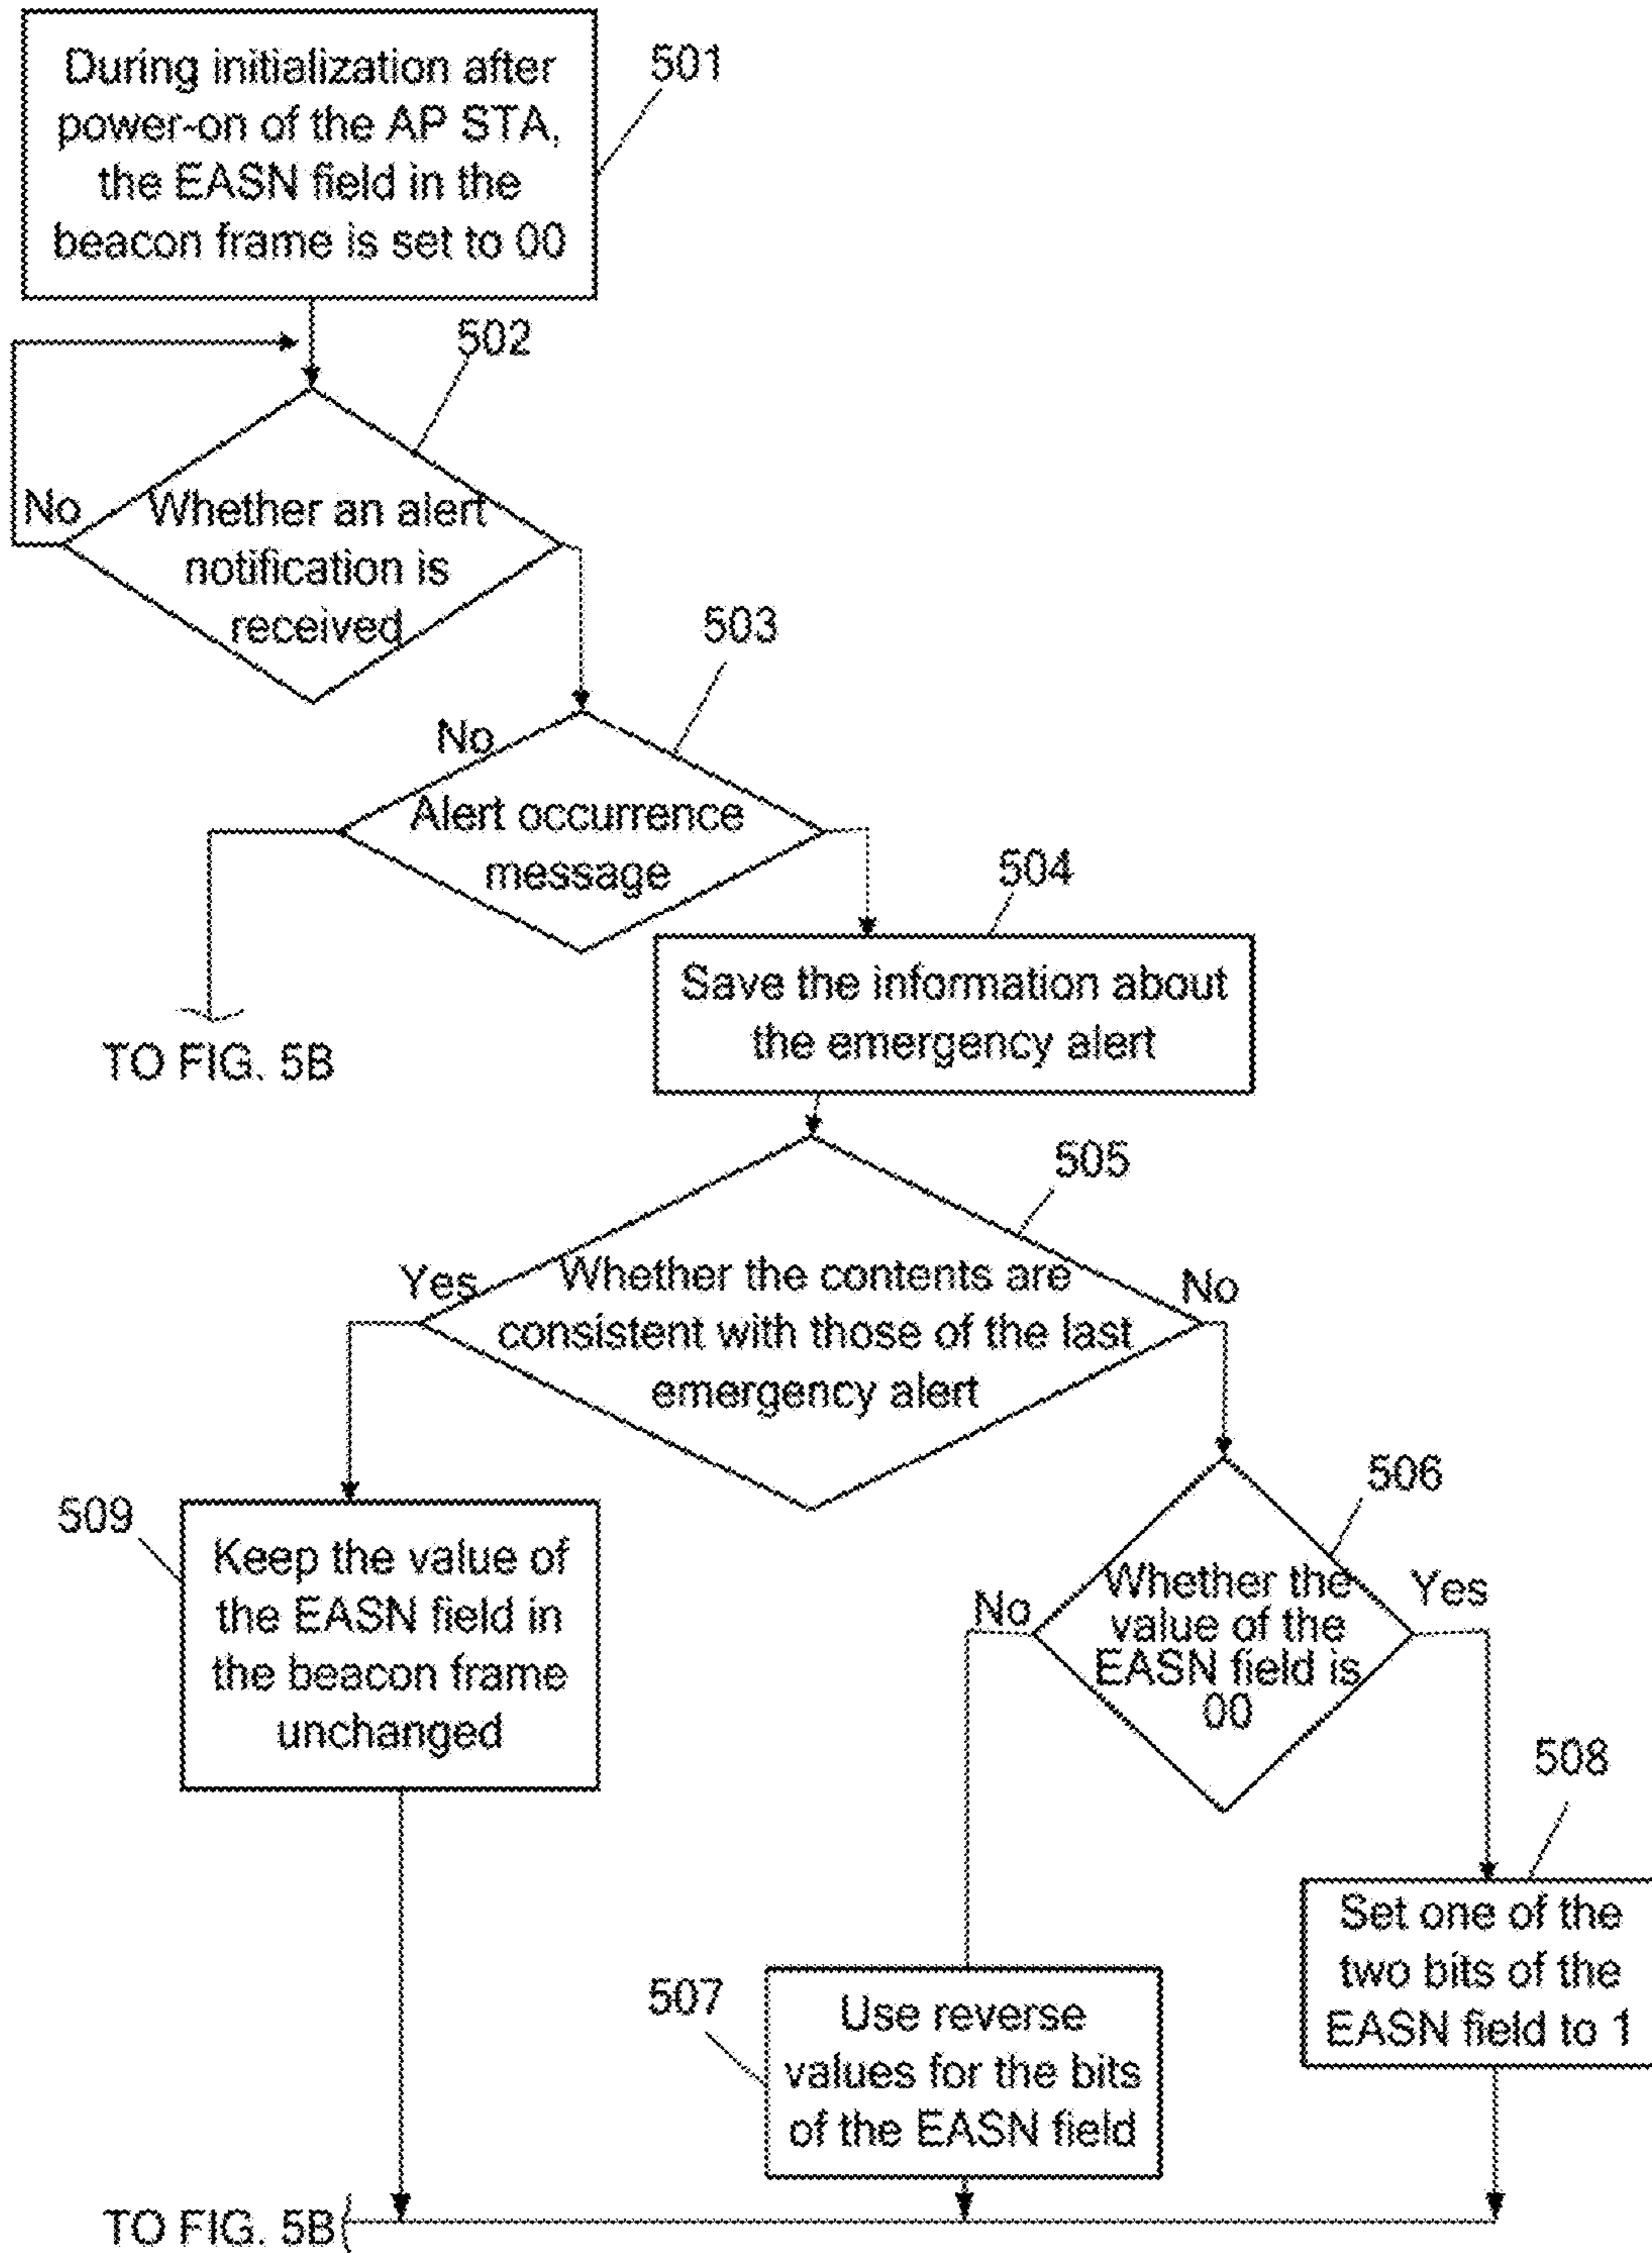 During initialization after
power-on of the AP STA,
the EASN field in the
beacon frame is set to 00
501
502
No
Whether an alert
notification is
received
503
No
Alert occurrence
message
504
Save the information about
the emergency alert
TO FIG. 5B
505
Yes
Whether the contents are
consistent with those of the last
emergency alert
No
506
509
Keep the value of
the EASN field in
the beacon frame
unchanged
No
Whether the
value of the
EASN field is
00
Yes
508
Set one of the
two bits of the
EASN field to 1
507
Use reverse
values for the bits
of the EASN field
TO FIG. 5B